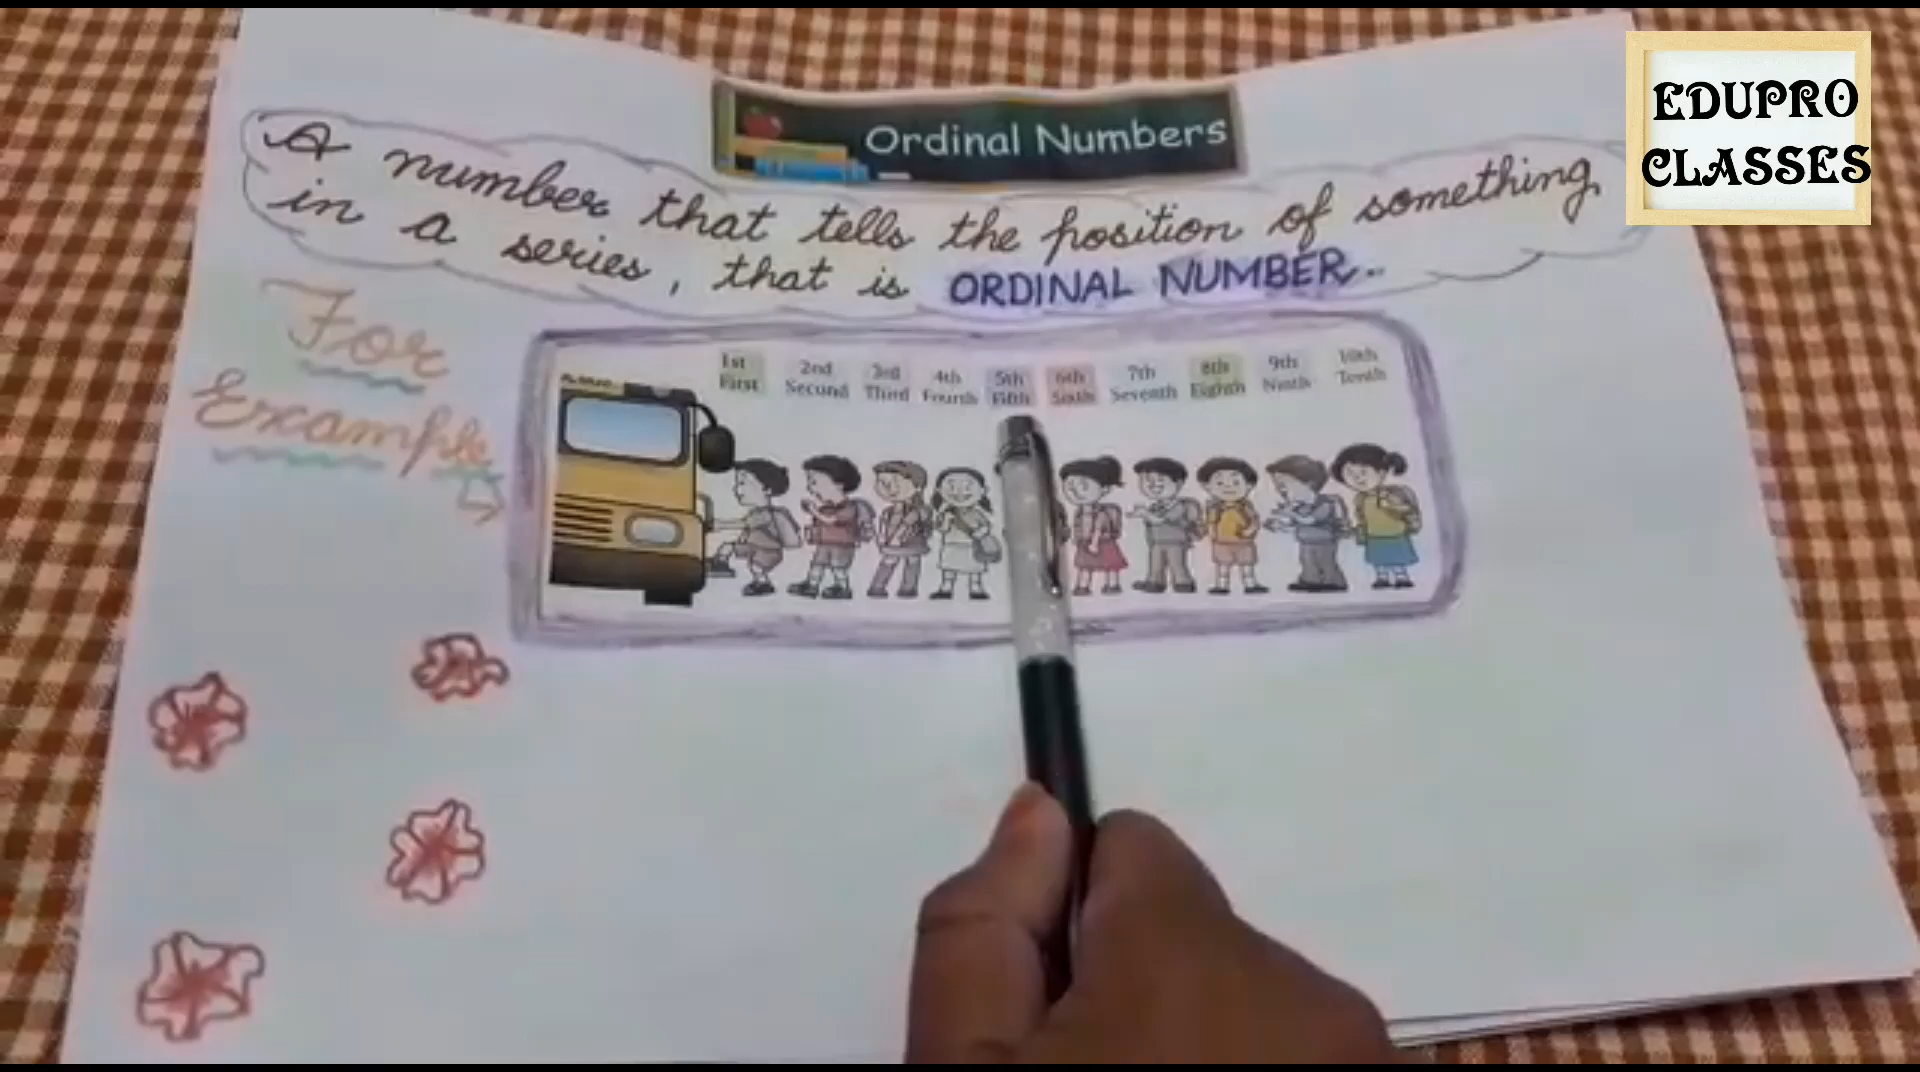 Ordinal Numbers
EDUPRO
CLASSES
A number that tells the position of something
in a series, that is ORDINAL NUMBER..
For
Example
1st 2nd 3rd 4th 5th 6th 7th 8th 9th 10th
First Second Third Fourth Fifth Sixth Seventh Eighth Ninth Tenth